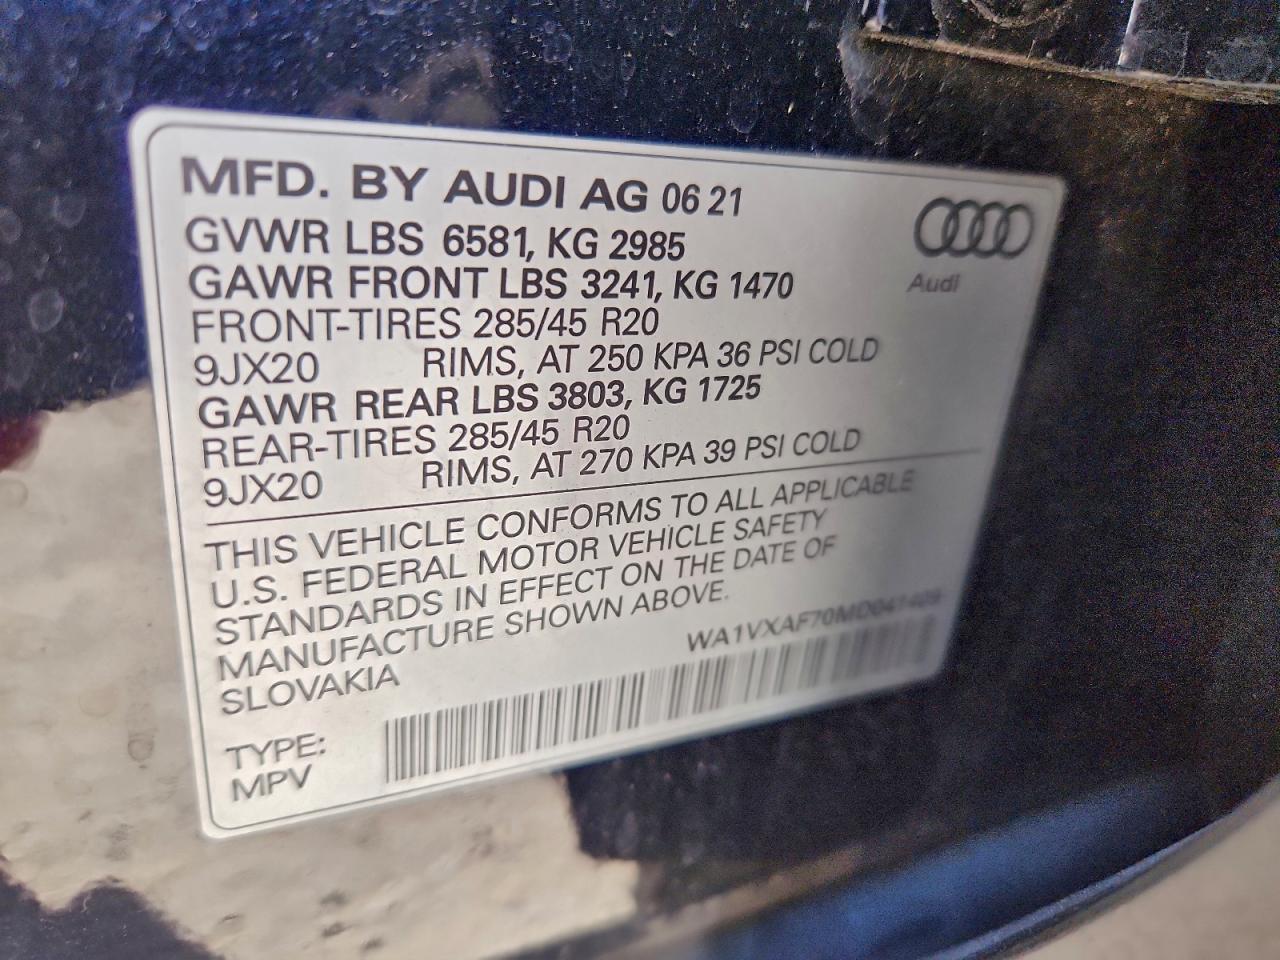 MFD. BY AUDI AG 06 21
GVWR LBS 6581, KG 2985
GAWR FRONT LBS 3241, KG 1470
FRONT-TIRES 285/45 R20
9JX20 RIMS, AT 250 KPA 36 PSI COLD
GAWR REAR LBS 3803, KG 1725
REAR-TIRES 285/45 R20
9JX20 RIMS, AT 270 KPA 39 PSI COLD
Audi
THIS VEHICLE CONFORMS TO ALL APPLICABLE
U.S. FEDERAL MOTOR VEHICLE SAFETY
STANDARDS IN EFFECT ON THE DATE OF
MANUFACTURE SHOWN ABOVE.
SLOVAKIA
TYPE:
MPV